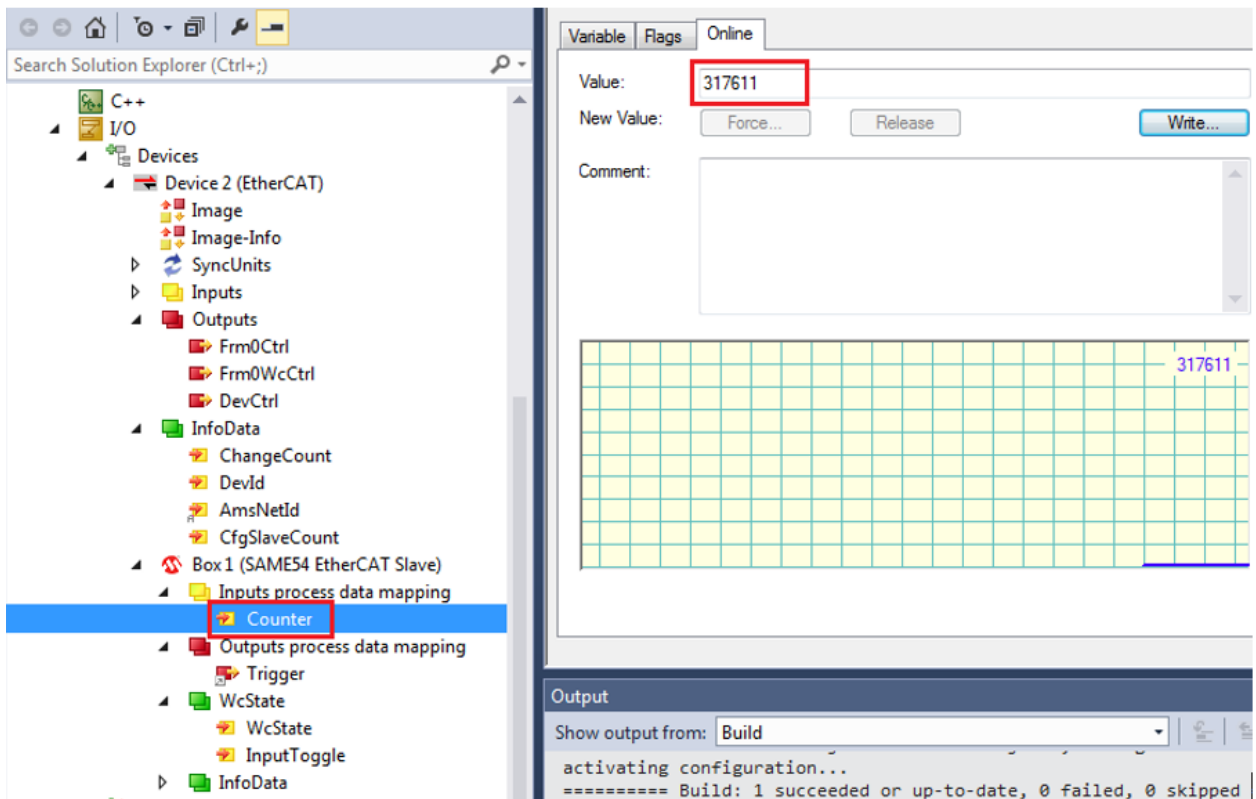 Search Solution Explorer (Ctrl+;)
C++
I/O
Devices
Device 2 (EtherCAT)
Image
Image-Info
SyncUnits
Inputs
Outputs
Frm0Ctrl
Frm0WcCtrl
DevCtrl
InfoData
ChangeCount
DevId
AmsNetId
CfgSlaveCount
Box 1 (SAME54 EtherCAT Slave)
Inputs process data mapping
Counter
Outputs process data mapping
Trigger
WcState
WcState
InputToggle
InfoData
Variable Flags Online
Value: 317611
New Value: Force... Release Write...
Comment:
317611
Output
Show output from: Build
activating configuration...
========== Build: 1 succeeded or up-to-date, 0 failed, 0 skipped